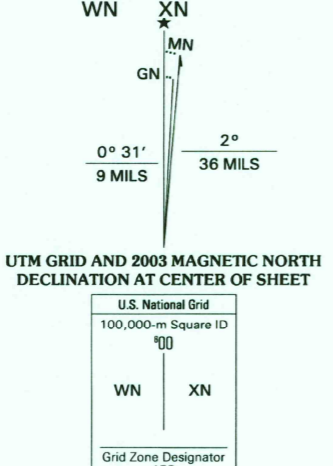 WN XN
★
MN
GN
0° 31′ 2°
9 MILS 36 MILS
UTM GRID AND 2003 MAGNETIC NORTH
DECLINATION AT CENTER OF SHEET
U.S. National Grid
100,000-m Square ID
⁶00
WN XN
Grid Zone Designator